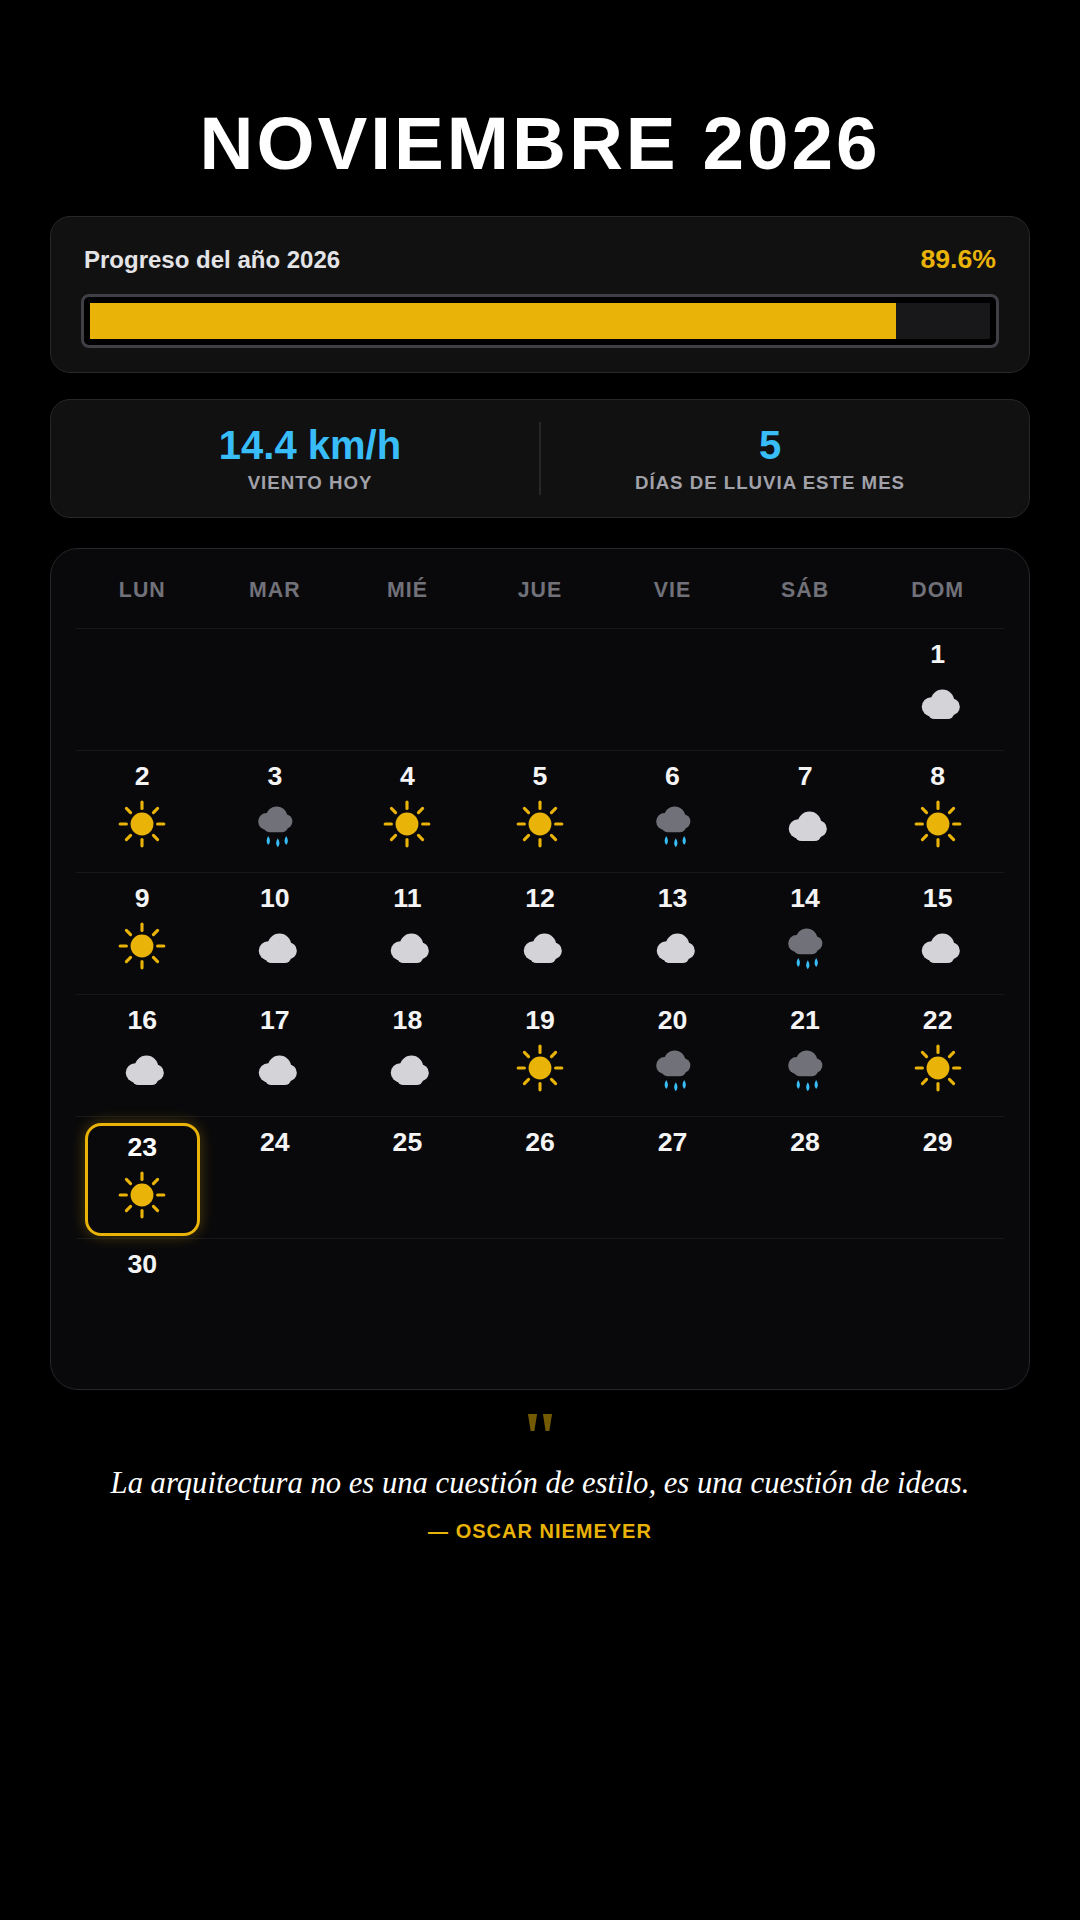 NOVIEMBRE 2026
Progreso del año 2026 89.6%
14.4 km/h 5
VIENTO HOY DÍAS DE LLUVIA ESTE MES
LUN MAR MIÉ JUE VIE SÁB DOM
1
2 3 4 5 6 7 8
9 10 11 12 13 14 15
16 17 18 19 20 21 22
23 24 25 26 27 28 29
30
"
La arquitectura no es una cuestión de estilo, es una cuestión de ideas.
— OSCAR NIEMEYER